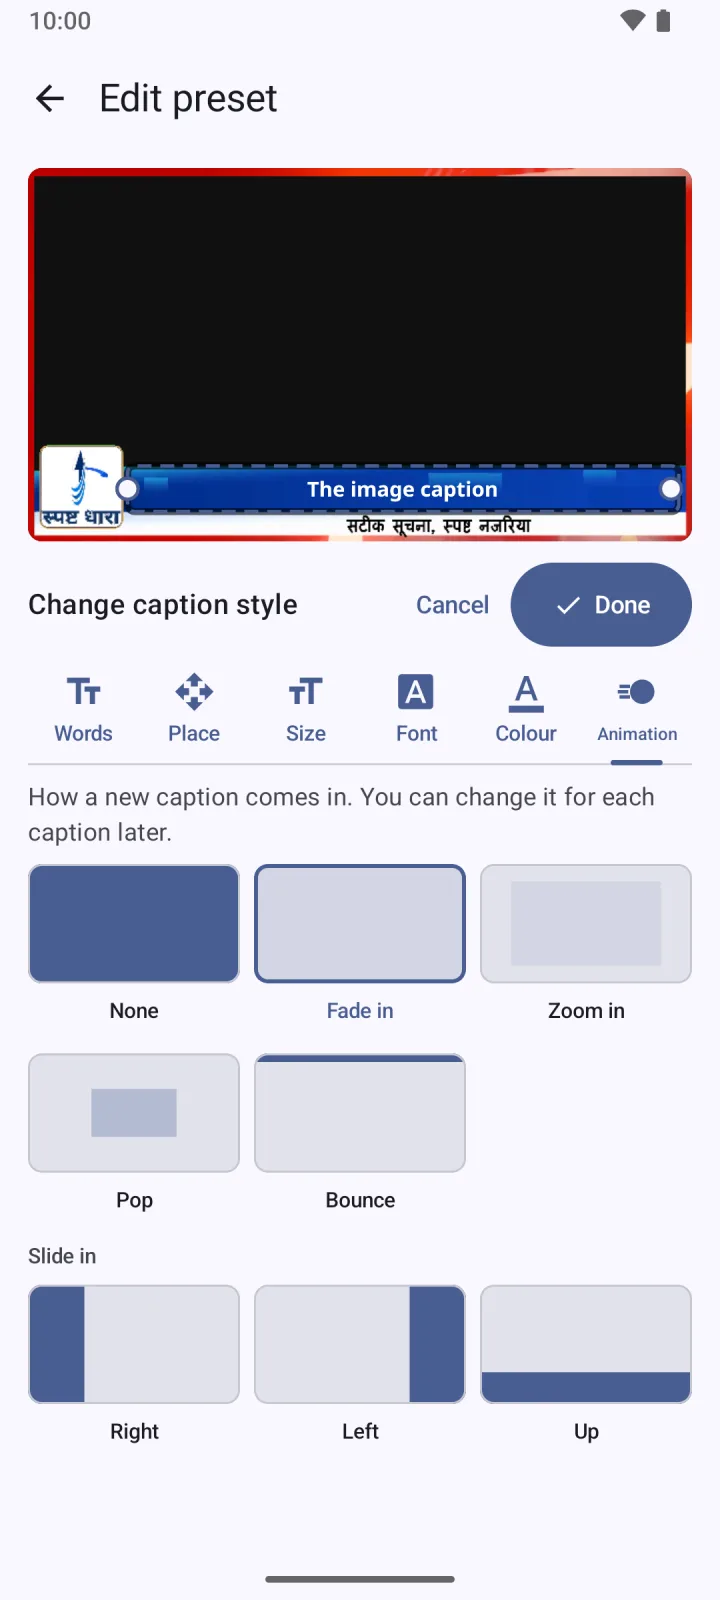 10:00
Edit preset
The image caption
स्पष्ट धारा
सटीक सूचना, स्पष्ट नजरिया
Change caption style
Cancel
Done
Words
Place
Size
Font
Colour
Animation
How a new caption comes in. You can change it for each
caption later.
None
Fade in
Zoom in
Pop
Bounce
Slide in
Right
Left
Up